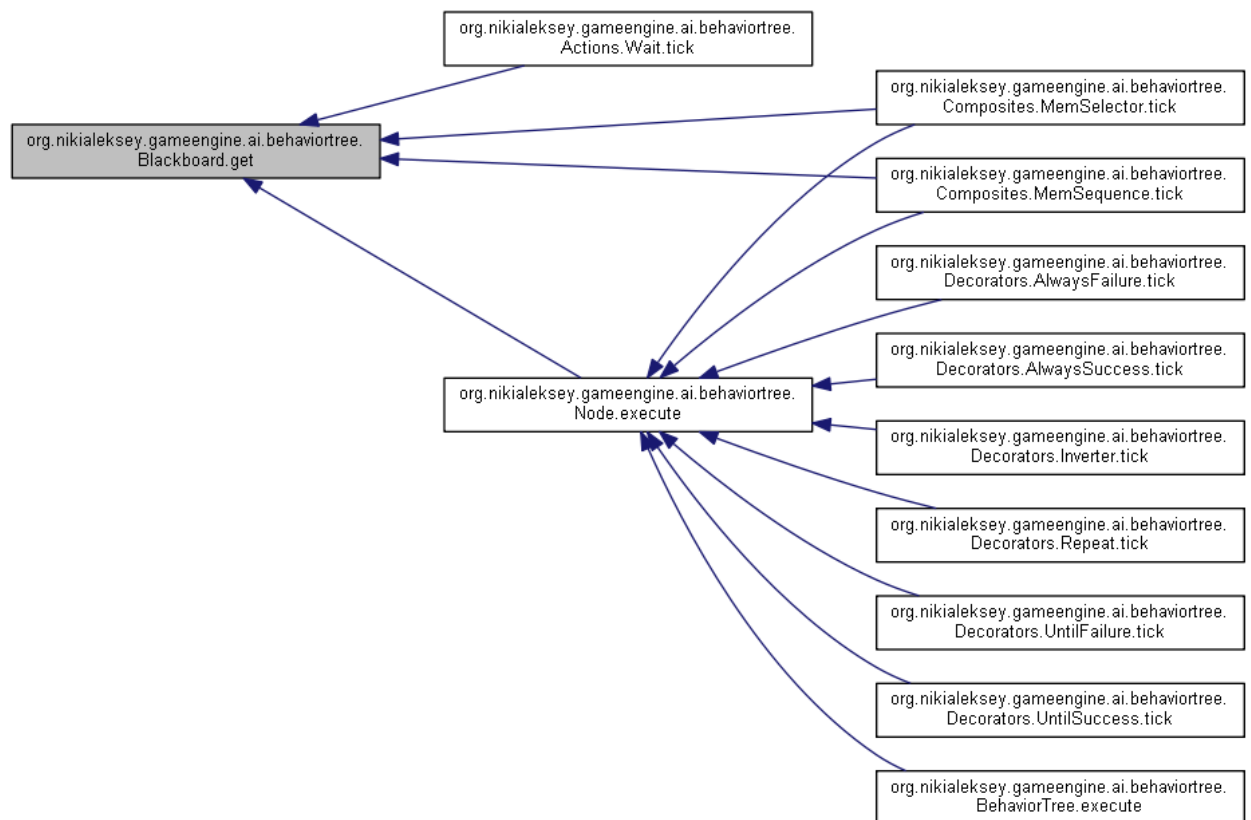 org.nikialeksey.gameengine.ai.behaviortree.
Actions.Wait.tick
org.nikialeksey.gameengine.ai.behaviortree.
Composites.MemSelector.tick
org.nikialeksey.gameengine.ai.behaviortree.
Blackboard.get
org.nikialeksey.gameengine.ai.behaviortree.
Composites.MemSequence.tick
org.nikialeksey.gameengine.ai.behaviortree.
Decorators.AlwaysFailure.tick
org.nikialeksey.gameengine.ai.behaviortree.
Decorators.AlwaysSuccess.tick
org.nikialeksey.gameengine.ai.behaviortree.
Node.execute
org.nikialeksey.gameengine.ai.behaviortree.
Decorators.Inverter.tick
org.nikialeksey.gameengine.ai.behaviortree.
Decorators.Repeat.tick
org.nikialeksey.gameengine.ai.behaviortree.
Decorators.UntilFailure.tick
org.nikialeksey.gameengine.ai.behaviortree.
Decorators.UntilSuccess.tick
org.nikialeksey.gameengine.ai.behaviortree.
BehaviorTree.execute